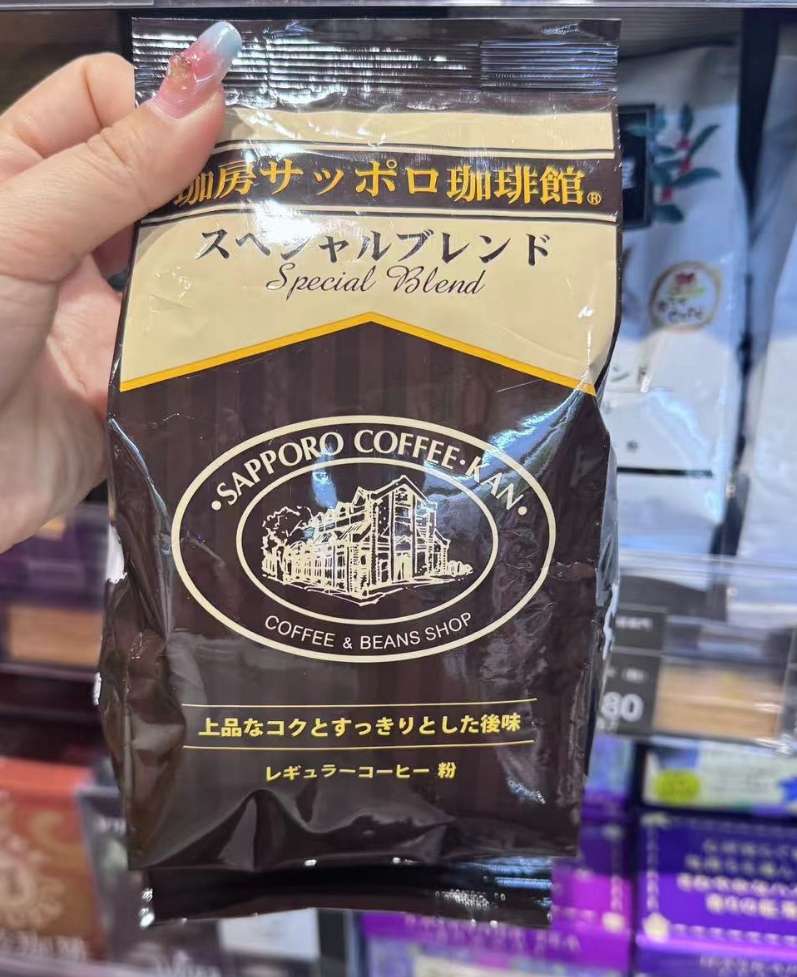 珈房サッポロ珈琲館®
スペシャルブレンド
Special Blend
・SAPPORO COFFEE・KAN・
COFFEE & BEANS SHOP
上品なコクとすっきりとした後味
レギュラーコーヒー 粉
80